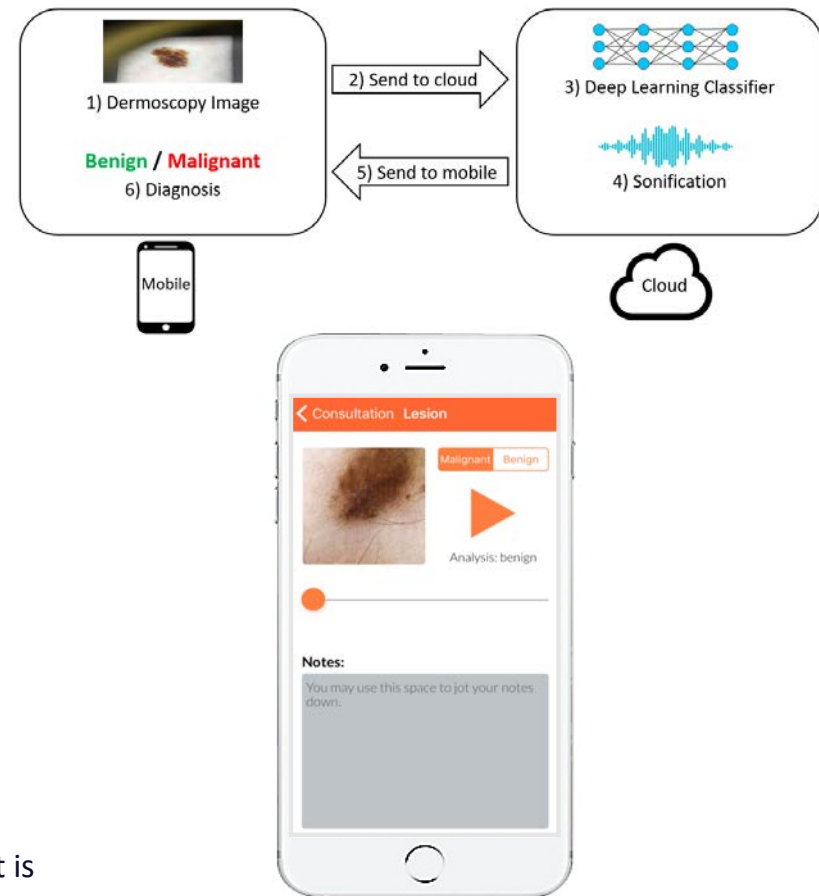 1) Dermoscopy Image
Benign / Malignant
6) Diagnosis
2) Send to cloud
5) Send to mobile
3) Deep Learning Classifier
4) Sonification
Mobile
Cloud
Consultation Lesion
Malignant Benign
Analysis: benign
Notes:
You may use this space to jot your notes
down.
t is